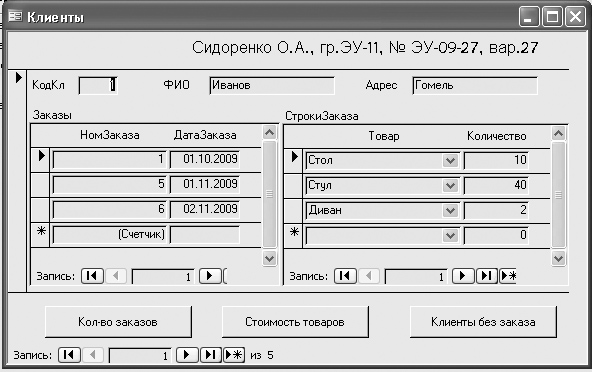 Клиенты
Сидоренко О.А., гр.ЭУ-11, № ЭУ-09-27, вар.27
КодКл 1 ФИО Иванов Адрес Гомель
Заказы СтрокиЗаказа
НомЗаказа ДатаЗаказа Товар Количество
1 01.10.2009 Стол 10
5 01.11.2009 Стул 40
6 02.11.2009 Диван 2
(Счетчик) 0
Запись: 1 Запись: 1
Кол-во заказов Стоимость товаров Клиенты без заказа
Запись: 1 из 5